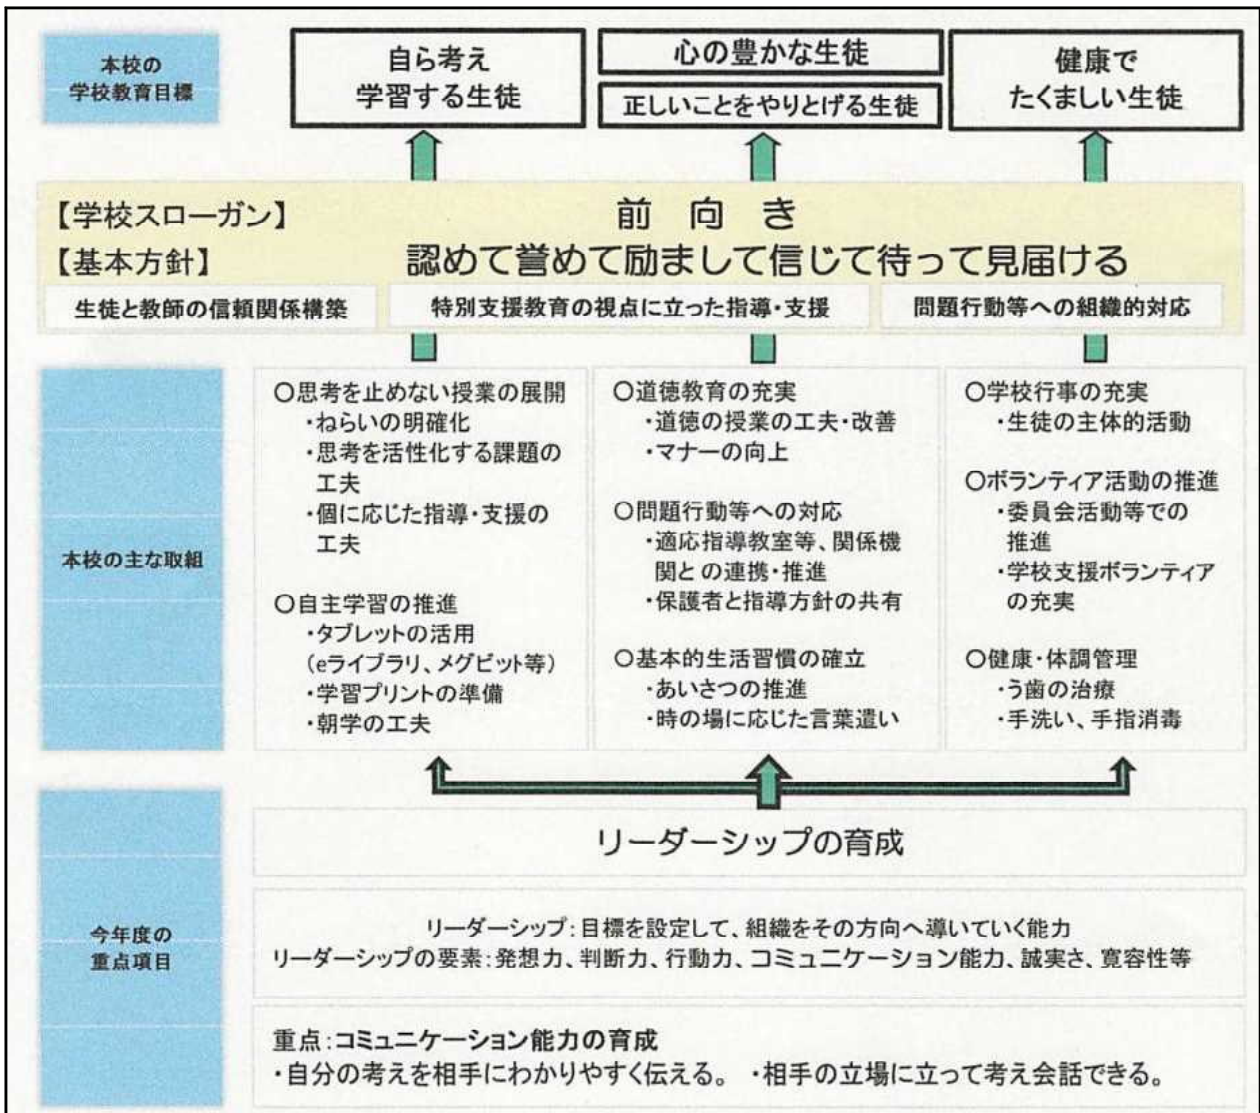 本校の
学校教育目標
自ら考え
学習する生徒
心の豊かな生徒
正しいことをやりとげる生徒
健康で
たくましい生徒
【学校スローガン】 前 向 き
【基本方針】 認めて誉めて励まして信じて待って見届ける
生徒と教師の信頼関係構築
特別支援教育の視点に立った指導・支援
問題行動等への組織的対応
本校の主な取組
○思考を止めない授業の展開
・ねらいの明確化
・思考を活性化する課題の
工夫
・個に応じた指導・支援の
工夫
○自主学習の推進
・タブレットの活用
(eライブラリ、メグビット等)
・学習プリントの準備
・朝学の工夫
○道徳教育の充実
・道徳の授業の工夫・改善
・マナーの向上
○問題行動等への対応
・適応指導教室等、関係機
関との連携・推進
・保護者と指導方針の共有
○基本的生活習慣の確立
・あいさつの推進
・時の場に応じた言葉遣い
○学校行事の充実
・生徒の主体的活動
○ボランティア活動の推進
・委員会活動等での
推進
・学校支援ボランティア
の充実
○健康・体調管理
・う歯の治療
・手洗い、手指消毒
今年度の
重点項目
リーダーシップの育成
リーダーシップ:目標を設定して、組織をその方向へ導いていく能力
リーダーシップの要素:発想力、判断力、行動力、コミュニケーション能力、誠実さ、寛容性等
重点:コミュニケーション能力の育成
・自分の考えを相手にわかりやすく伝える。 ・相手の立場に立って考え会話できる。